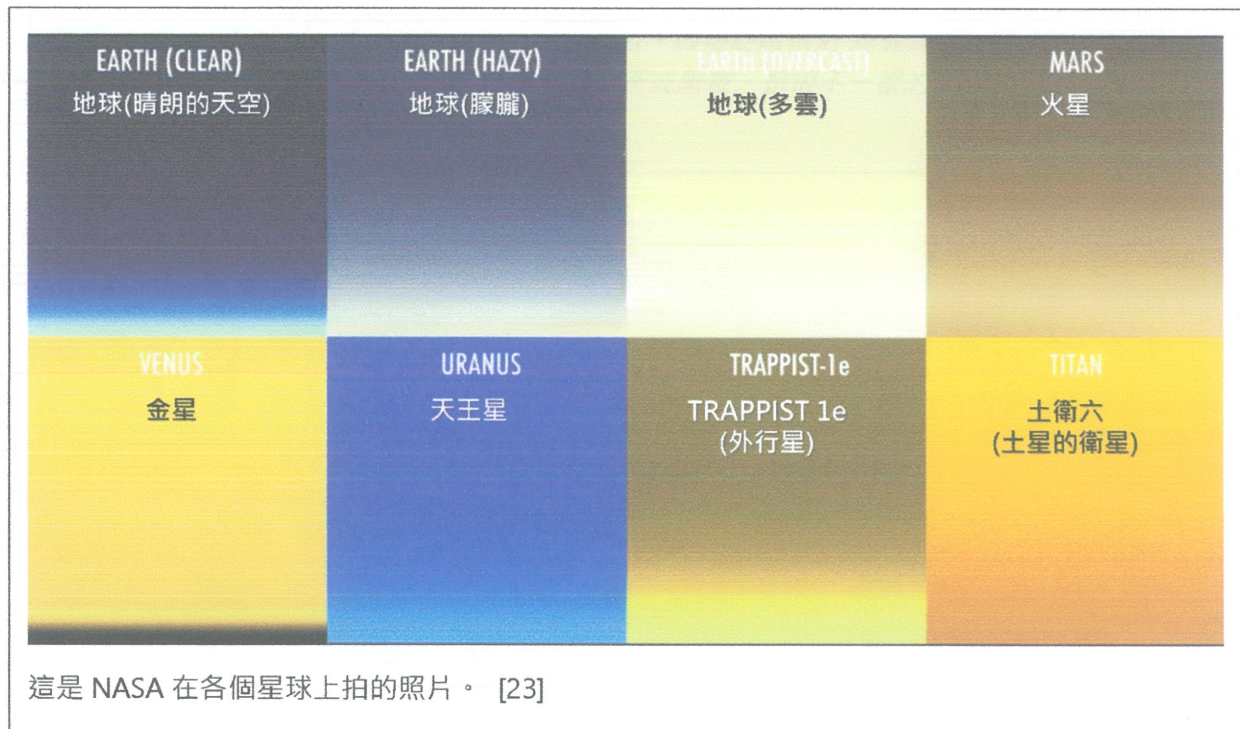 EARTH (CLEAR)
地球(晴朗的天空)
EARTH (HAZY)
地球(朦朧)
EARTH (OVERCAST)
地球(多雲)
MARS
火星
VENUS
金星
URANUS
天王星
TRAPPIST-1e
TRAPPIST 1e
(外行星)
TITAN
土衛六
(土星的衛星)
這是 NASA 在各個星球上拍的照片。 [23]